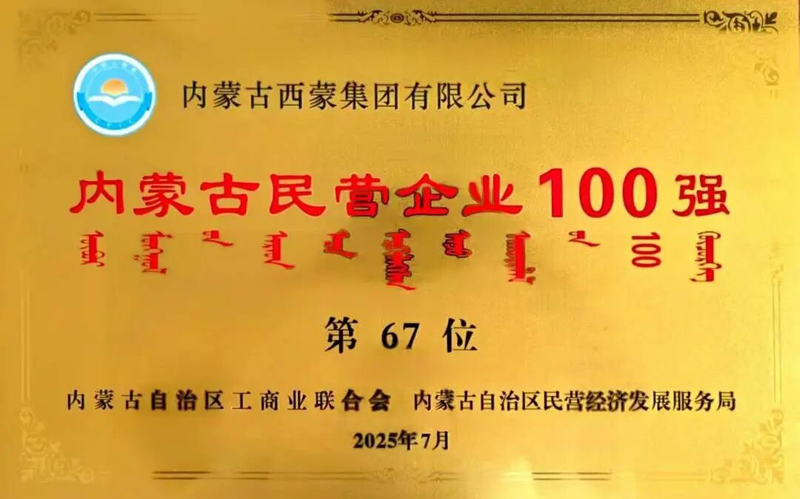 内蒙古西蒙集团有限公司
内蒙古民营企业100强
100
第 67 位
内蒙古自治区工商业联合会 内蒙古自治区民营经济发展服务局
2025年7月